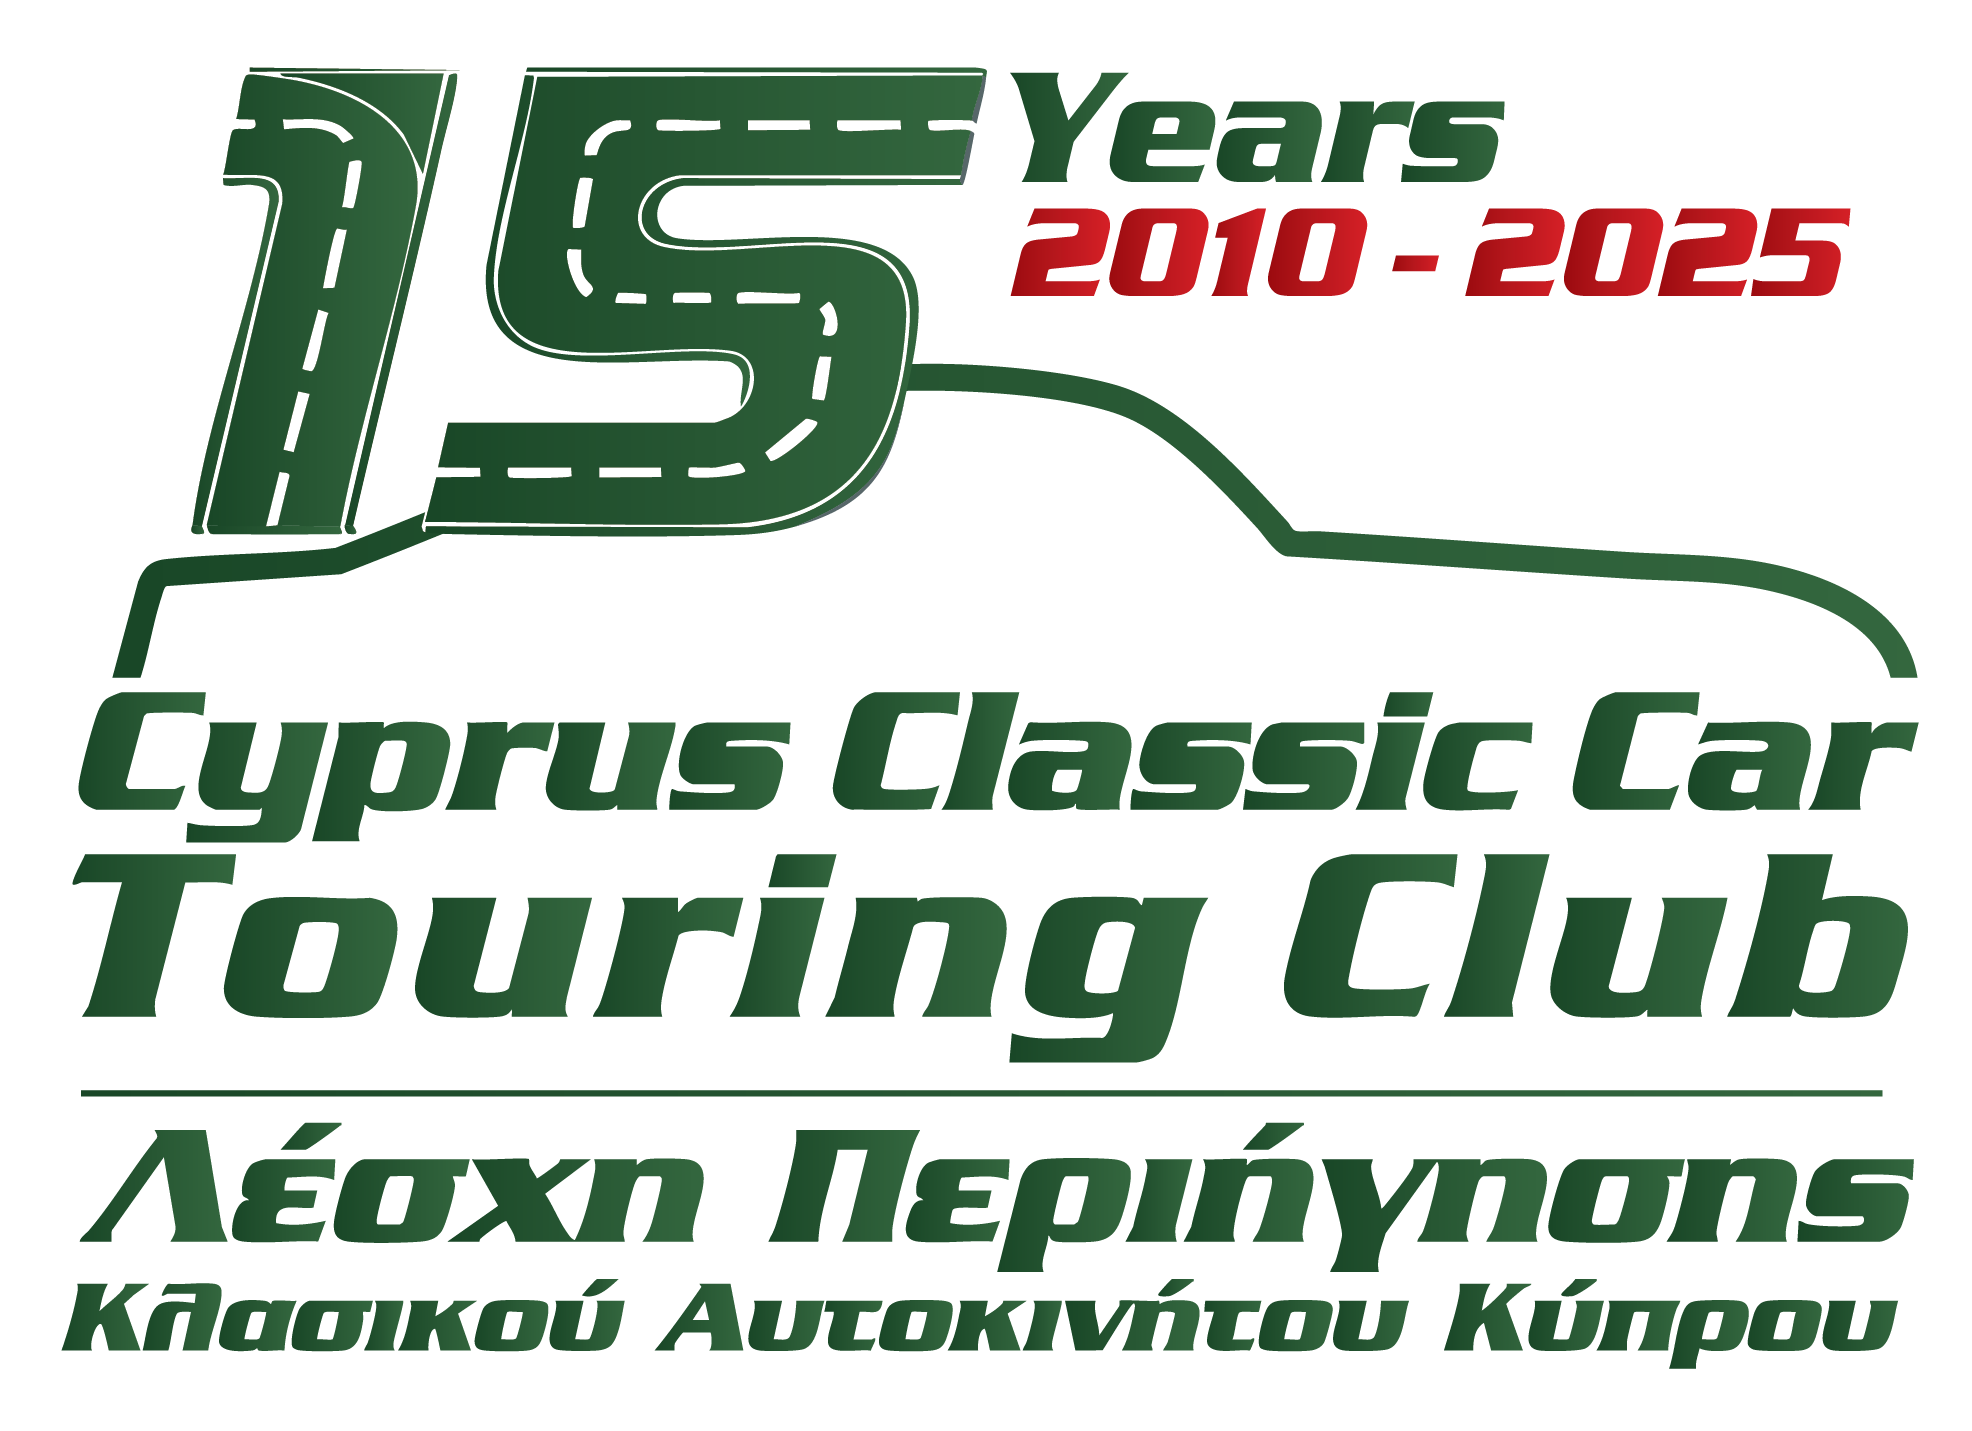 15 Years
2010 - 2025
Cyprus Classic Car
Touring Club
Λέσχη Περιήγησης
Κλασικού Αυτοκινήτου Κύπρου